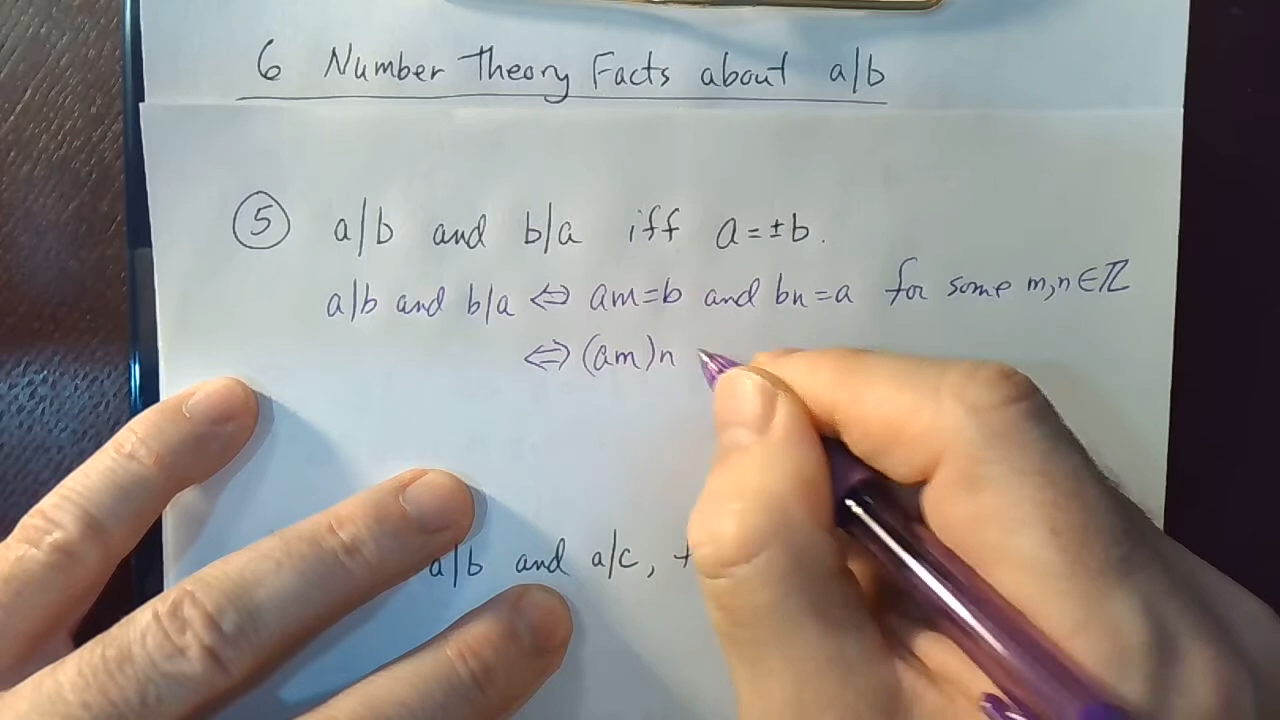 6 Number Theory Facts about a|b
5 a|b and b|a iff a=±b.
a|b and b|a ⇔ am=b and bn=a for some m,n∈ℤ
⇔ (am)n
a|b and a|c,